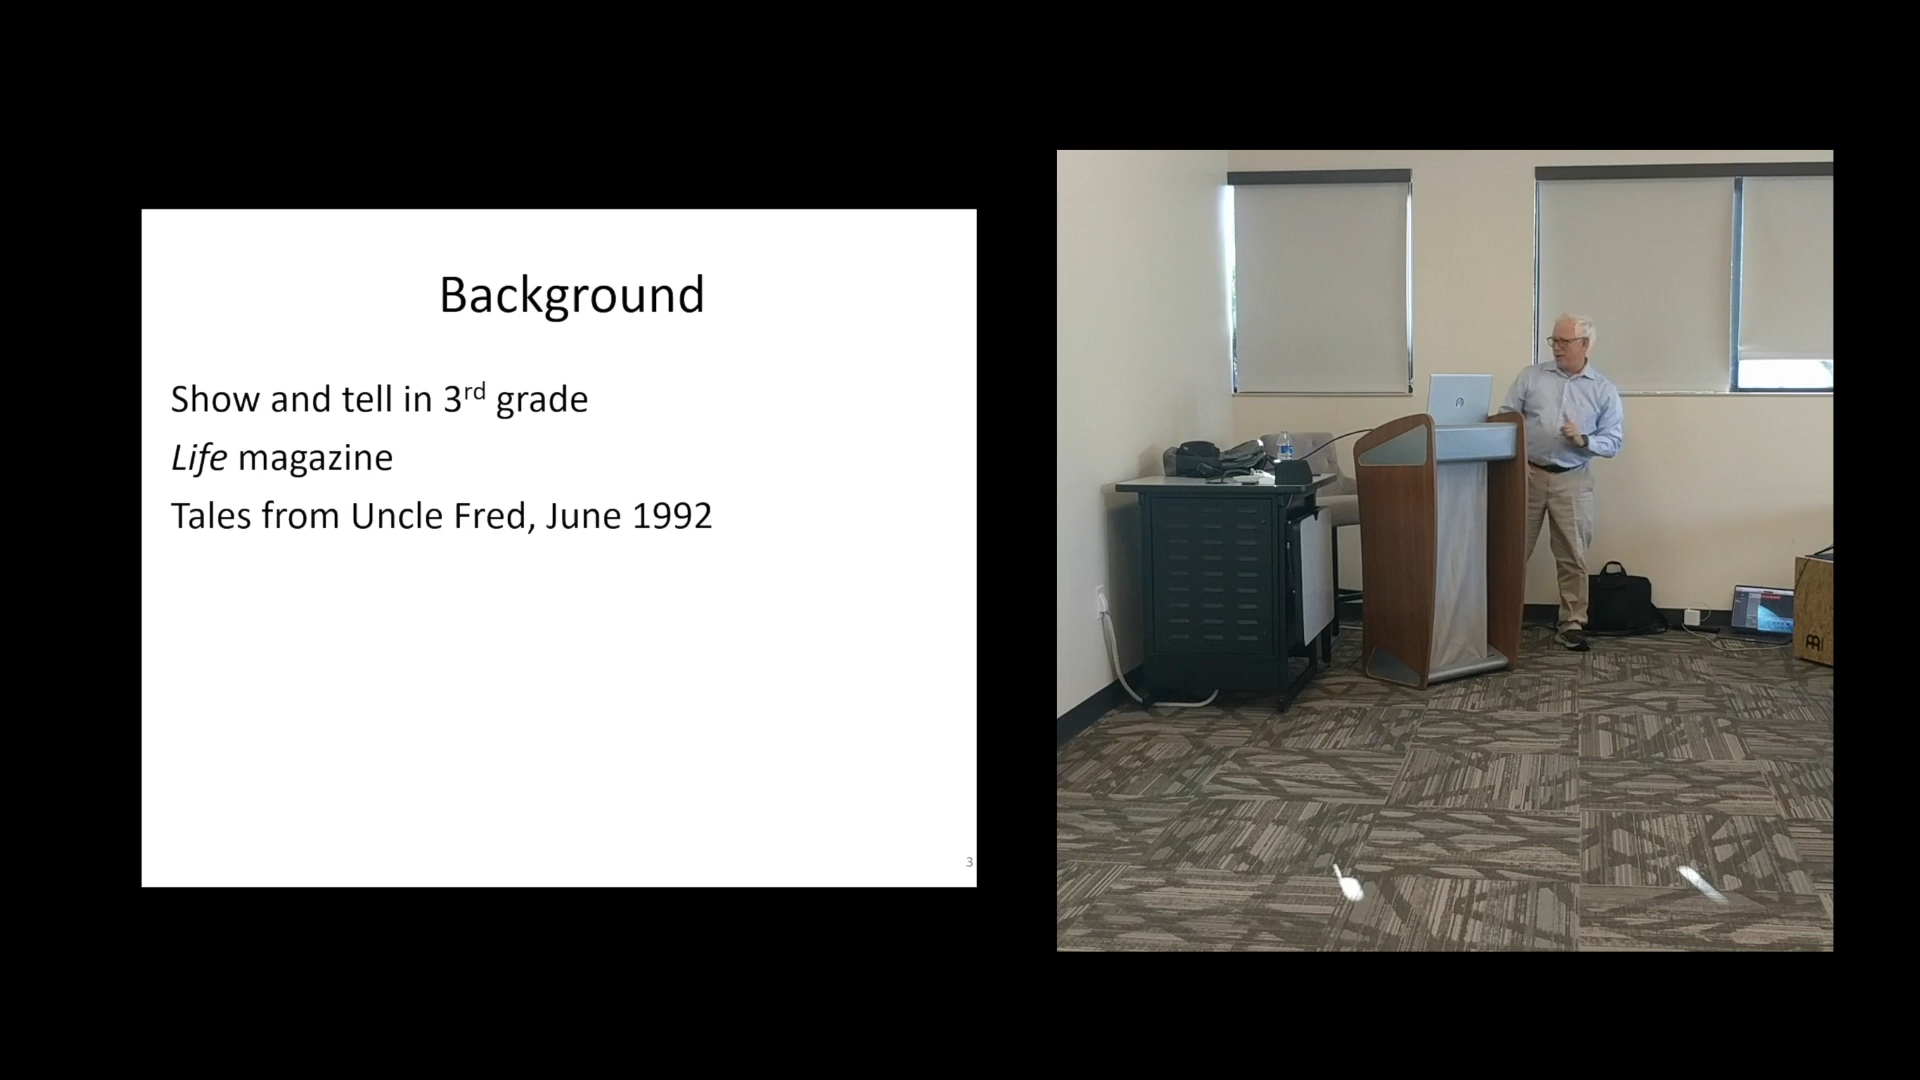 Background
Show and tell in 3rd grade
Life magazine
Tales from Uncle Fred, June 1992
3